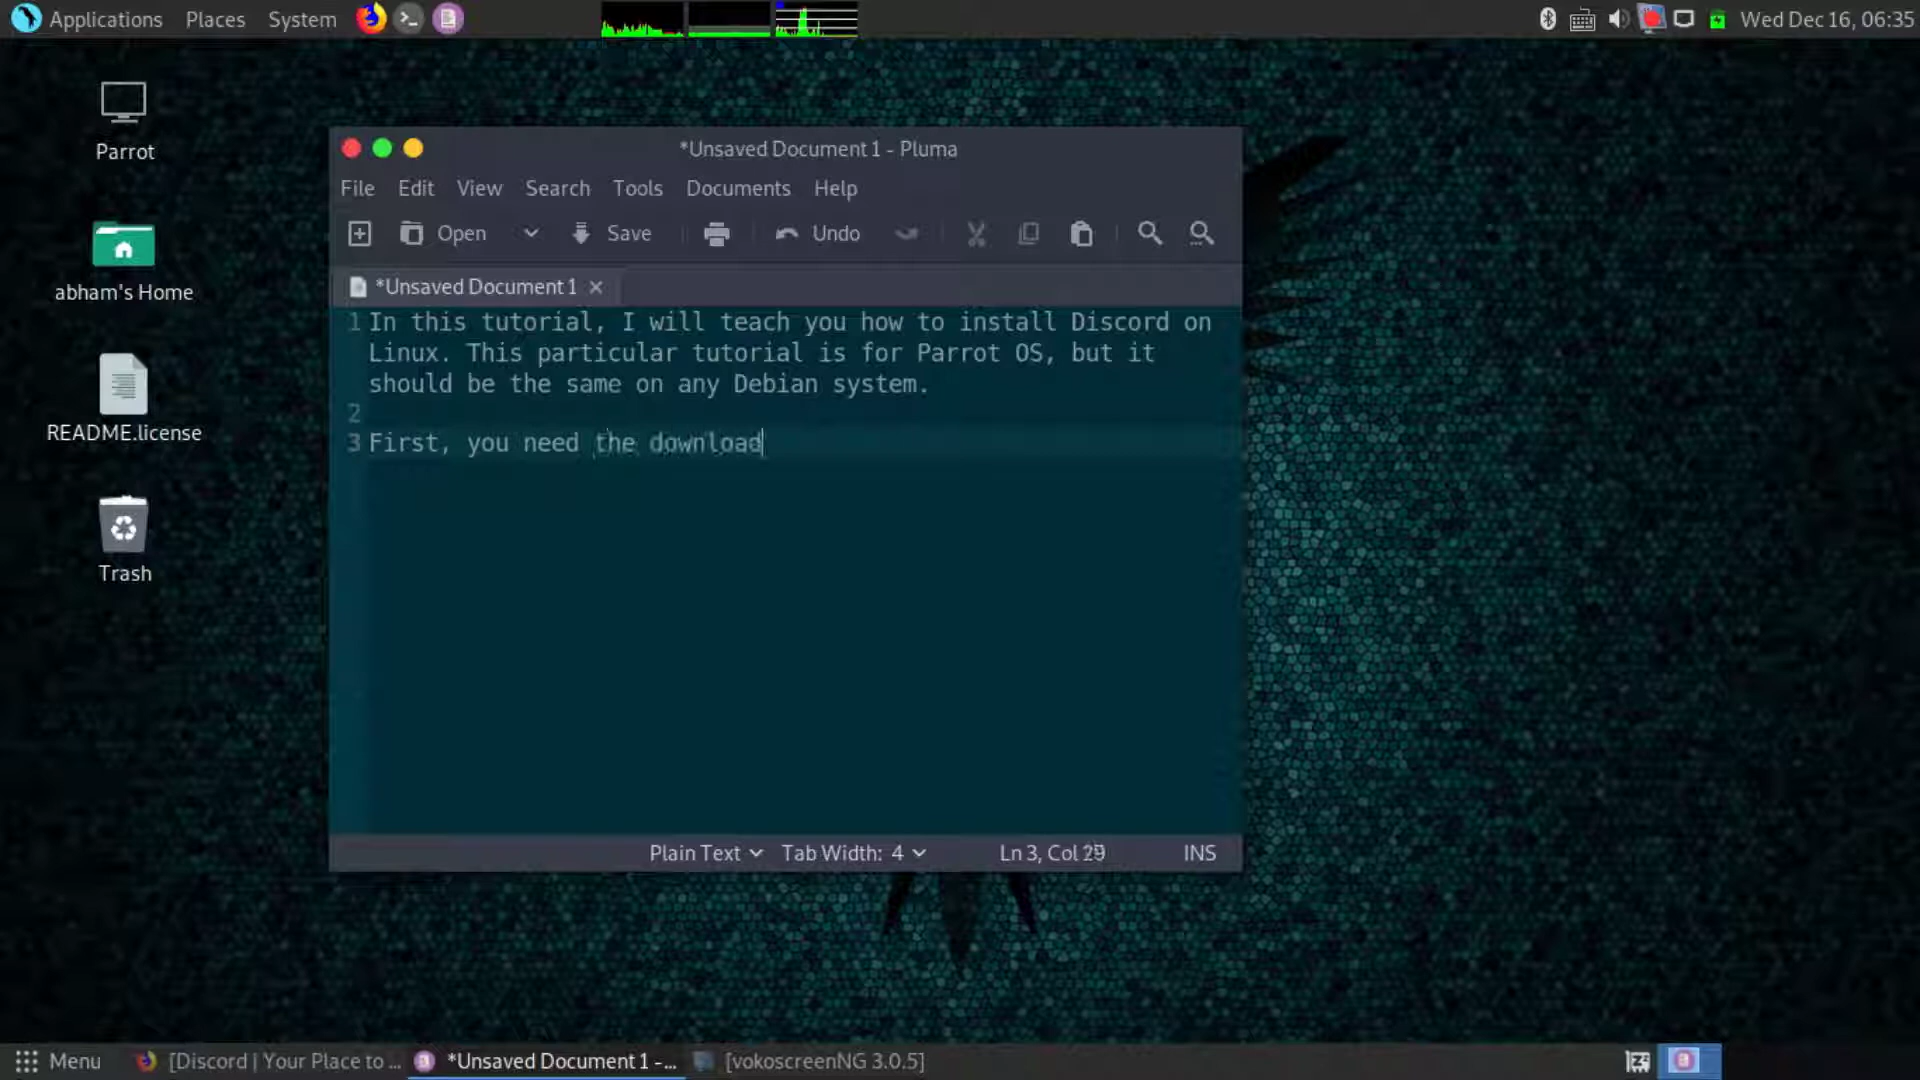 Applications Places System
Wed Dec 16, 06:35
Parrot
abham's Home
README.license
Trash
*Unsaved Document 1 - Pluma
File Edit View Search Tools Documents Help
Open Save Undo
*Unsaved Document 1
1 In this tutorial, I will teach you how to install Discord on
Linux. This particular tutorial is for Parrot OS, but it
should be the same on any Debian system.
2
3 First, you need the download
Plain Text Tab Width: 4 Ln 3, Col INS
Menu [Discord | Your Place to ... *Unsaved Document 1 -... [vokoscreenNG 3.0.5]